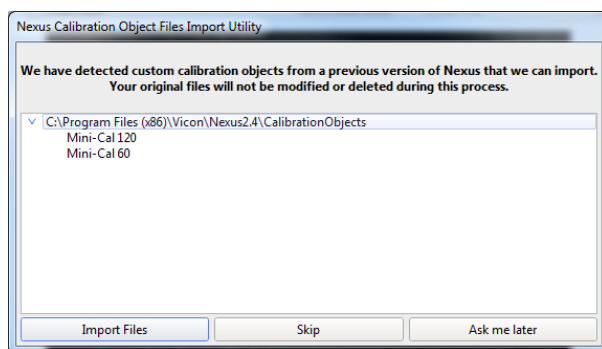 Nexus Calibration Object Files Import Utility
We have detected custom calibration objects from a previous version of Nexus that we can import.
Your original files will not be modified or deleted during this process.
C:\Program Files (x86)\Vicon\Nexus2.4\CalibrationObjects
Mini-Cal 120
Mini-Cal 60
Import Files Skip Ask me later